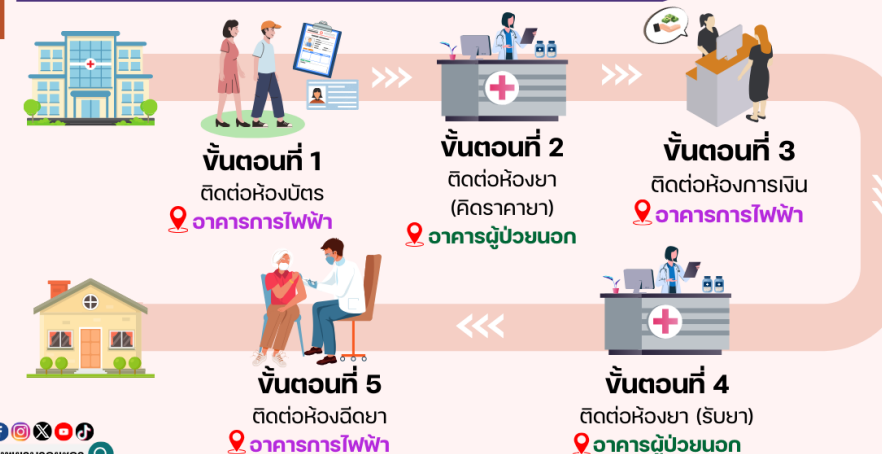 ขั้นตอนที่ 1
ติดต่อห้องบัตร
อาคารการไฟฟ้า
ขั้นตอนที่ 2
ติดต่อห้องยา
(คิดราคายา)
อาคารผู้ป่วยนอก
ขั้นตอนที่ 3
ติดต่อห้องการเงิน
อาคารการไฟฟ้า
ขั้นตอนที่ 4
ติดต่อห้องยา (รับยา)
อาคารผู้ป่วยนอก
ขั้นตอนที่ 5
ติดต่อห้องฉีดยา
อาคารการไฟฟ้า